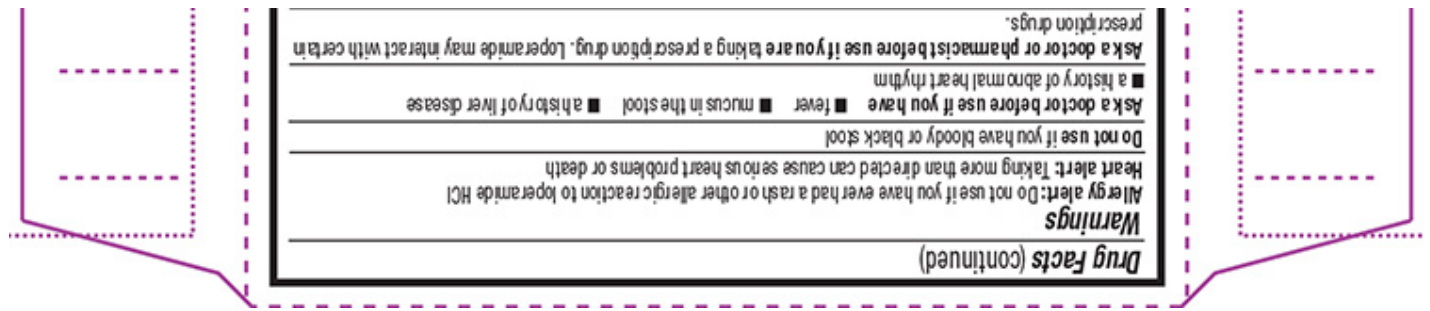 Drug Facts (continued)
Warnings
Allergy alert: Do not use if you have ever had a rash or other allergic reaction to loperamide HCl
Heart alert: Taking more than directed can cause serious heart problems or death
Do not use if you have bloody or black stool
Ask a doctor before use if you have ■ fever ■ mucus in the stool ■ a history of liver disease
■ a history of abnormal heart rhythm
Ask a doctor or pharmacist before use if you are taking a prescription drug. Loperamide may interact with certain
prescription drugs.